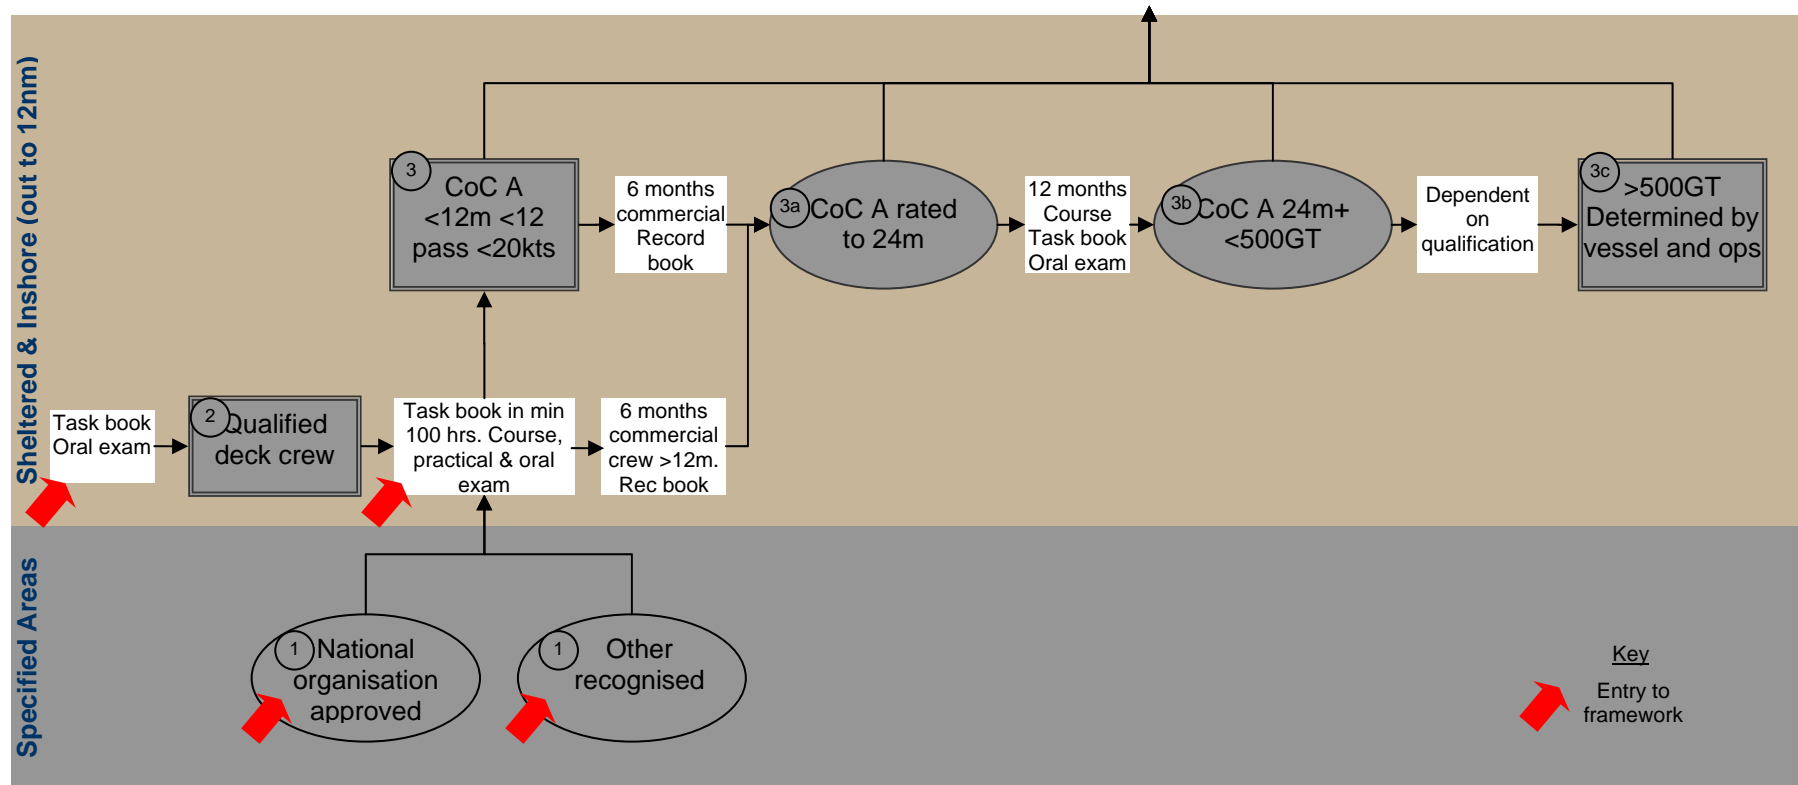 Sheltered & Inshore (out to 12nm)
3
CoC A
<12m <12
pass <20kts
6 months
commercial
Record
book
3a
CoC A rated
to 24m
12 months
Course
Task book
Oral exam
3b
CoC A 24m+
<500GT
Dependent
on
qualification
3c
>500GT
Determined by
vessel and ops
Task book
Oral exam
2
Qualified
deck crew
Task book in min
100 hrs. Course,
practical & oral
exam
6 months
commercial
crew >12m.
Rec book
Specified Areas
1
National
organisation
approved
1
Other
recognised
Key
Entry to
framework